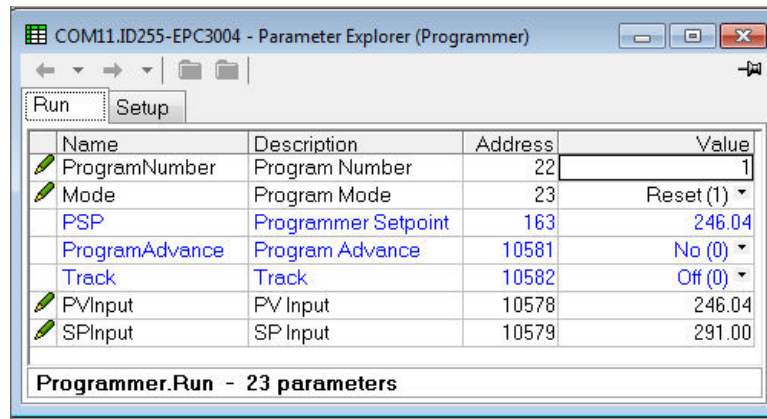 COM11.ID255-EPC3004 - Parameter Explorer (Programmer)
Run Setup
Name Description Address Value
ProgramNumber Program Number 22 1
Mode Program Mode 23 Reset (1)
PSP Programmer Setpoint 163 246.04
ProgramAdvance Program Advance 10581 No (0)
Track Track 10582 Off (0)
PVInput PV Input 10578 246.04
SPInput SP Input 10579 291.00
Programmer.Run - 23 parameters